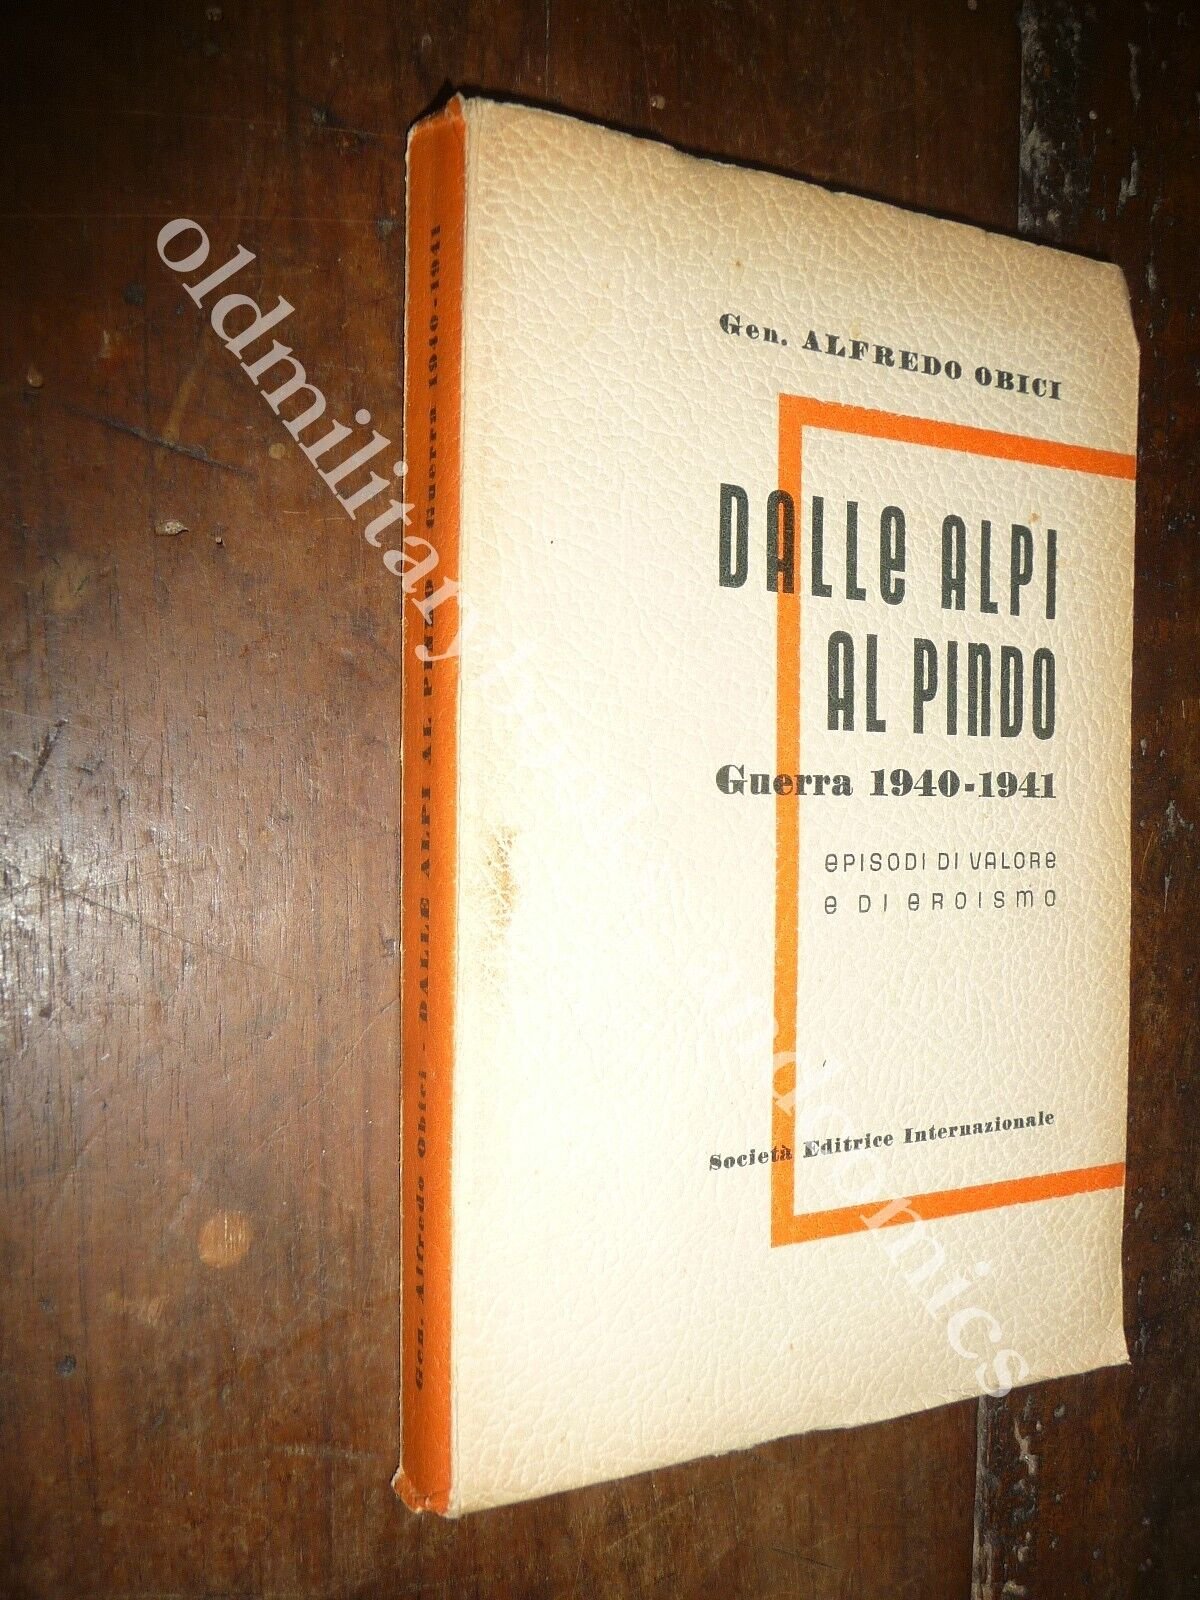 Gen. ALFREDO OBICI
DALLE ALPI
AL PINDO
Guerra 1940-1941
EPISODI DI VALORE
E DI EROISMO
Società Editrice Internazionale
Gen. Alfredo Obici - DALLE ALPI AL PINDO Guerra 1940-1941